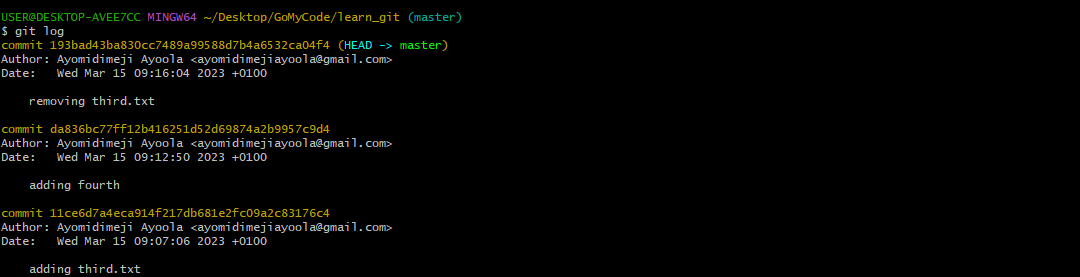 USER@DESKTOP-AVEE7CC MINGW64 ~/Desktop/GoMyCode/learn_git (master)
$ git log
commit 193bad43ba830cc7489a99588d7b4a6532ca04f4 (HEAD -> master)
Author: Ayomidimeji Ayoola <ayomidimejiayoola@gmail.com>
Date:   Wed Mar 15 09:16:04 2023 +0100
    removing third.txt
commit da836bc77ff12b416251d52d69874a2b9957c9d4
Author: Ayomidimeji Ayoola <ayomidimejiayoola@gmail.com>
Date:   Wed Mar 15 09:12:50 2023 +0100
    adding fourth
commit 11ce6d7a4eca914f217db681e2fc09a2c83176c4
Author: Ayomidimeji Ayoola <ayomidimejiayoola@gmail.com>
Date:   Wed Mar 15 09:07:06 2023 +0100
    adding third.txt